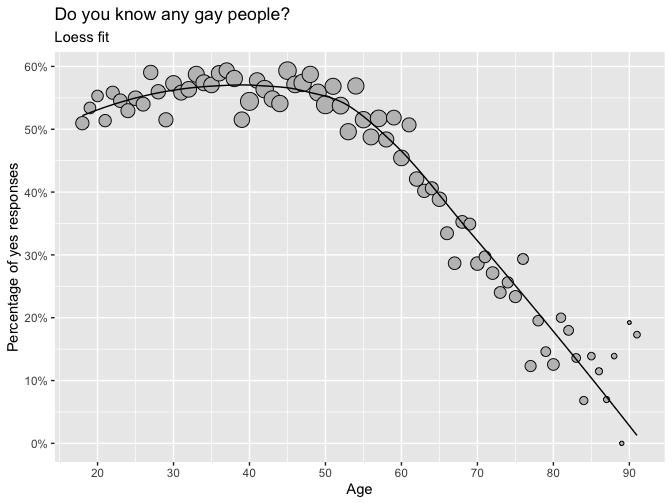 Do you know any gay people?
Loess fit
Percentage of yes responses
60%
50%
40%
30%
20%
10%
0%
20 30 40 50 60 70 80 90
Age